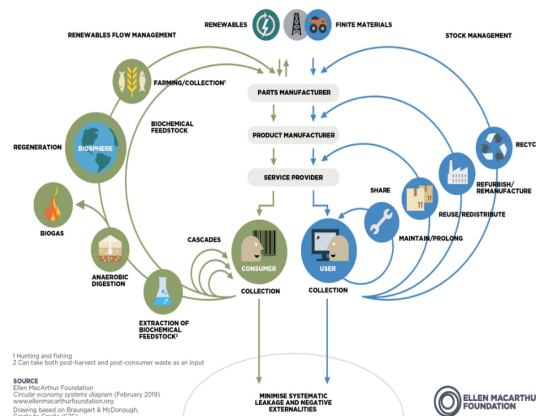 RENEWABLES
FINITE MATERIALS
RENEWABLES FLOW MANAGEMENT
STOCK MANAGEMENT
FARMING/COLLECTION1
PARTS MANUFACTURER
BIOCHEMICAL
FEEDSTOCK
PRODUCT MANUFACTURER
REGENERATION
BIOSPHERE
RECYC
SERVICE PROVIDER
SHARE
REFURBISH/
REMANUFACTURE
REUSE/REDISTRIBUTE
BIOGAS
CASCADES
MAINTAIN/PROLONG
CONSUMER
USER
ANAEROBIC
DIGESTION
COLLECTION
COLLECTION
EXTRACTION OF
BIOCHEMICAL
FEEDSTOCK2
1 Hunting and fishing
2 Can take both post-harvest and post-consumer waste as an input
SOURCE
Ellen MacArthur Foundation
Circular economy systems diagram (February 2019)
www.ellenmacarthurfoundation.org
Drawing based on Braungart & McDonough,
MINIMISE SYSTEMATIC
LEAKAGE AND NEGATIVE
EXTERNALITIES
ELLEN MACARTHU
FOUNDATION